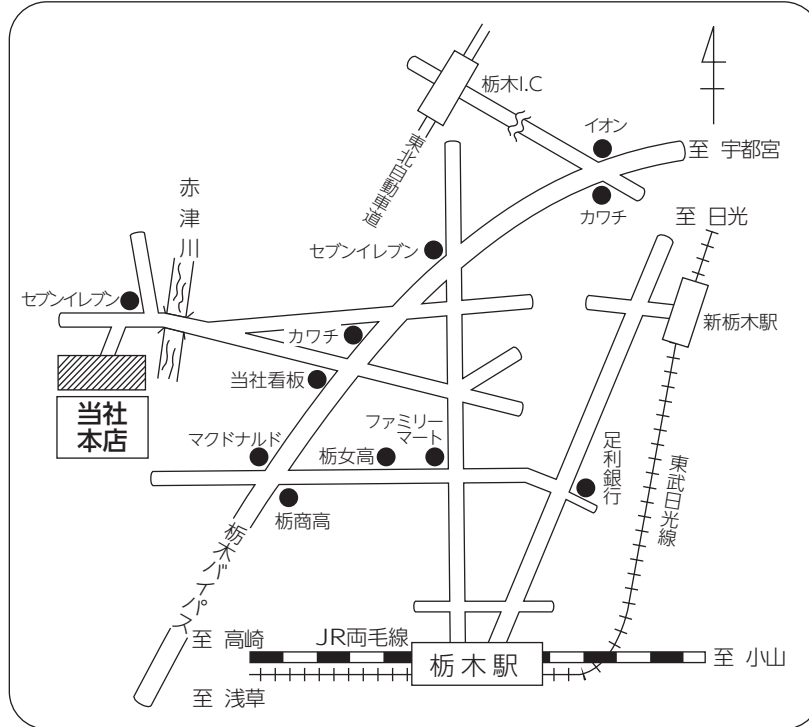 栃木I.C
イオン
至 宇都宮
東北自動車道
カワチ
赤津川
至 日光
セブンイレブン
セブンイレブン
新栃木駅
カワチ
当社看板
当社
本店
ファミリー
マート
マクドナルド
栃女高
足利銀行
東武日光線
栃商高
栃木バイパス
至 高崎
JR両毛線
栃木駅
至 小山
至 浅草